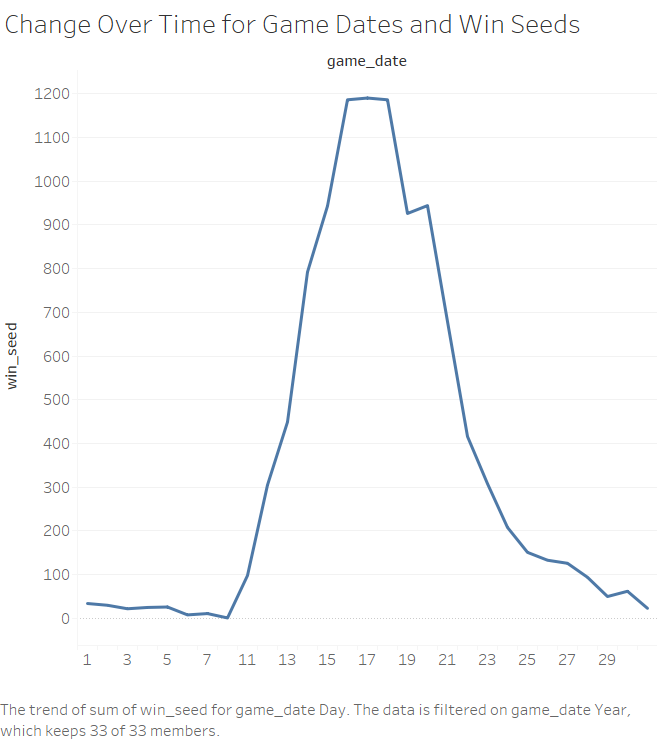 Change Over Time for Game Dates and Win Seeds
game_date
1200
1100
1000
900
800
700
600
500
400
300
200
100
0
win_seed
1 3 5 7 11 13 15 17 19 21 23 25 27 29
The trend of sum of win_seed for game_date Day. The data is filtered on game_date Year,
which keeps 33 of 33 members.